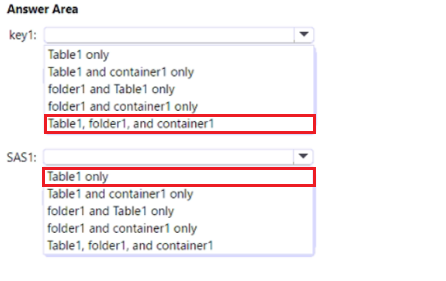 Answer Area
key1:
Table1 only
Table1 and container1 only
folder1 and Table1 only
folder1 and container1 only
Table1, folder1, and container1
SAS1:
Table1 only
Table1 and container1 only
folder1 and Table1 only
folder1 and container1 only
Table1, folder1, and container1